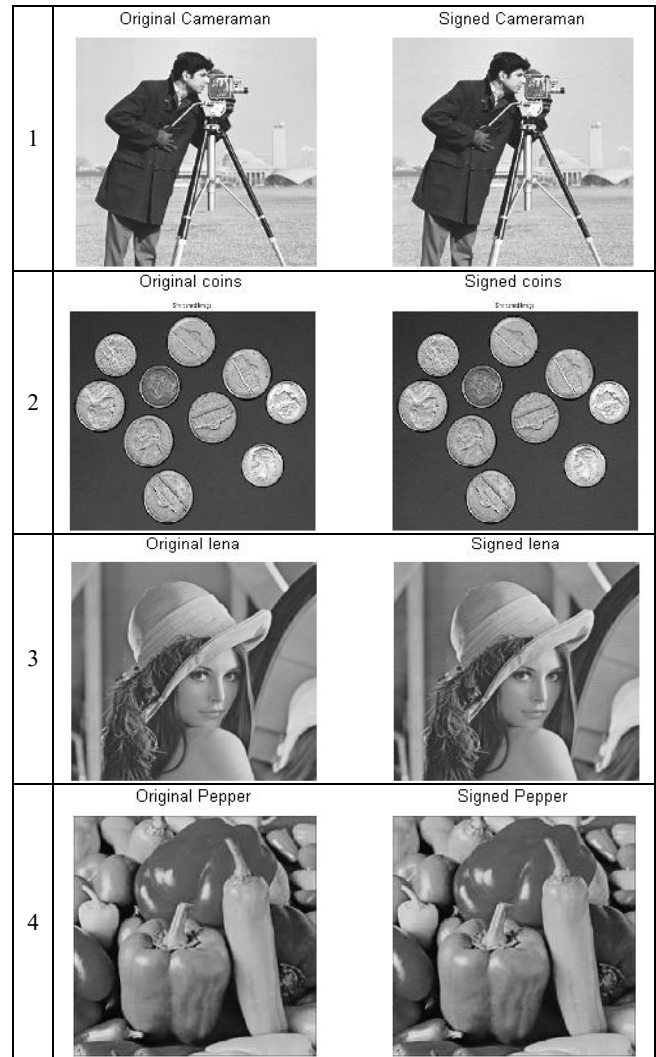 Original Cameraman Signed Cameraman
1
Original coins Signed coins
2
Original lena Signed lena
3
Original Pepper Signed Pepper
4